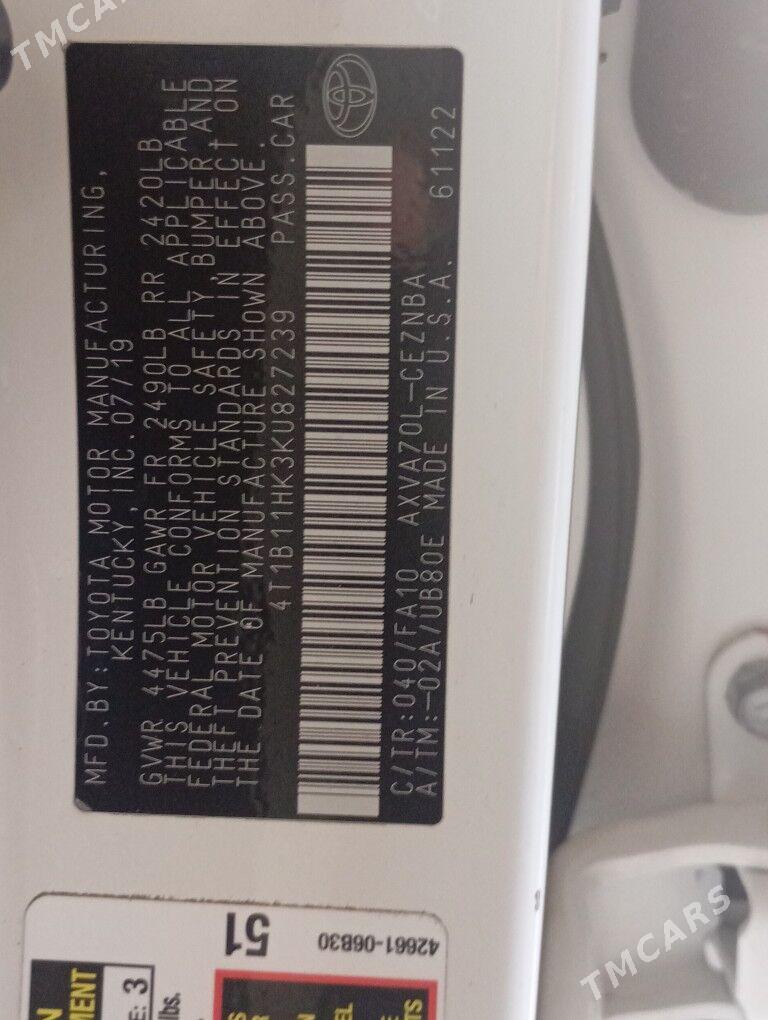 MFD.BY:TOYOTA MOTOR MANUFACTURING,
KENTUCKY,INC.07/19
GVWR 4475LB GAWR FR 2490LB RR 2420LB
THIS VEHICLE CONFORMS TO ALL APPLICABLE
FEDERAL MOTOR VEHICLE SAFETY,BUMPER,AND
THEFT PREVENTION STANDARDS IN EFFECT ON
THE DATE OF MANUFACTURE SHOWN ABOVE.
4T1B11HK3KU827239 PASS.CAR
C/TR:040/FA10 AXVA70L-CEZNBA
A/TM:-02A/UB80E MADE IN U.S.A. 61122
51
42661-06B30
E: 3
lbs.
TMCARS
TMCARS